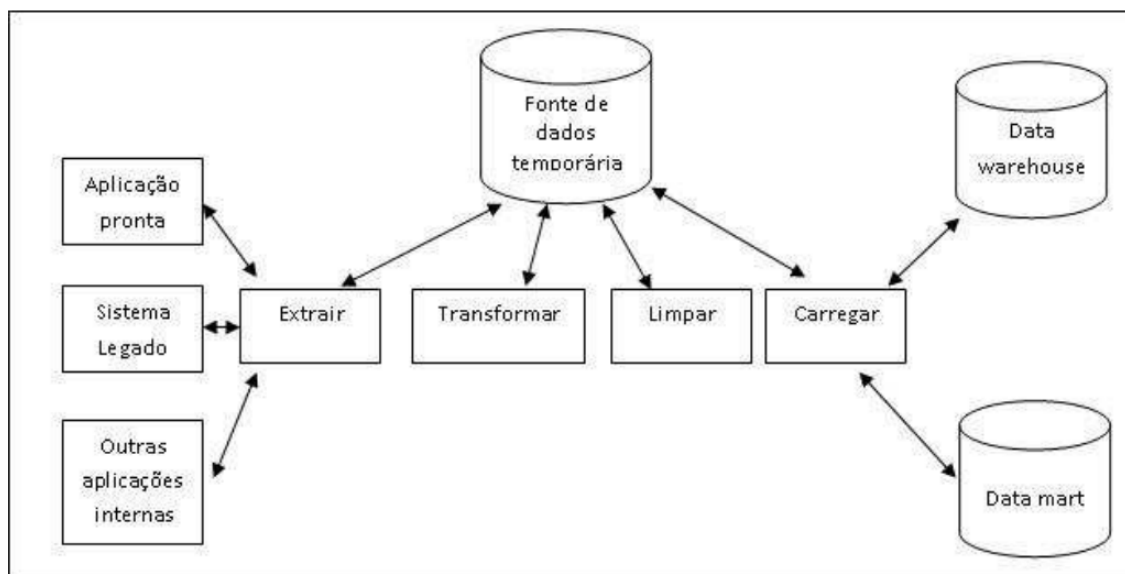 Fonte de
dados
temporária
Data
warehouse
Aplicação
pronta
Sistema
Legado
Outras
aplicações
internas
Extrair
Transformar
Limpar
Carregar
Data mart